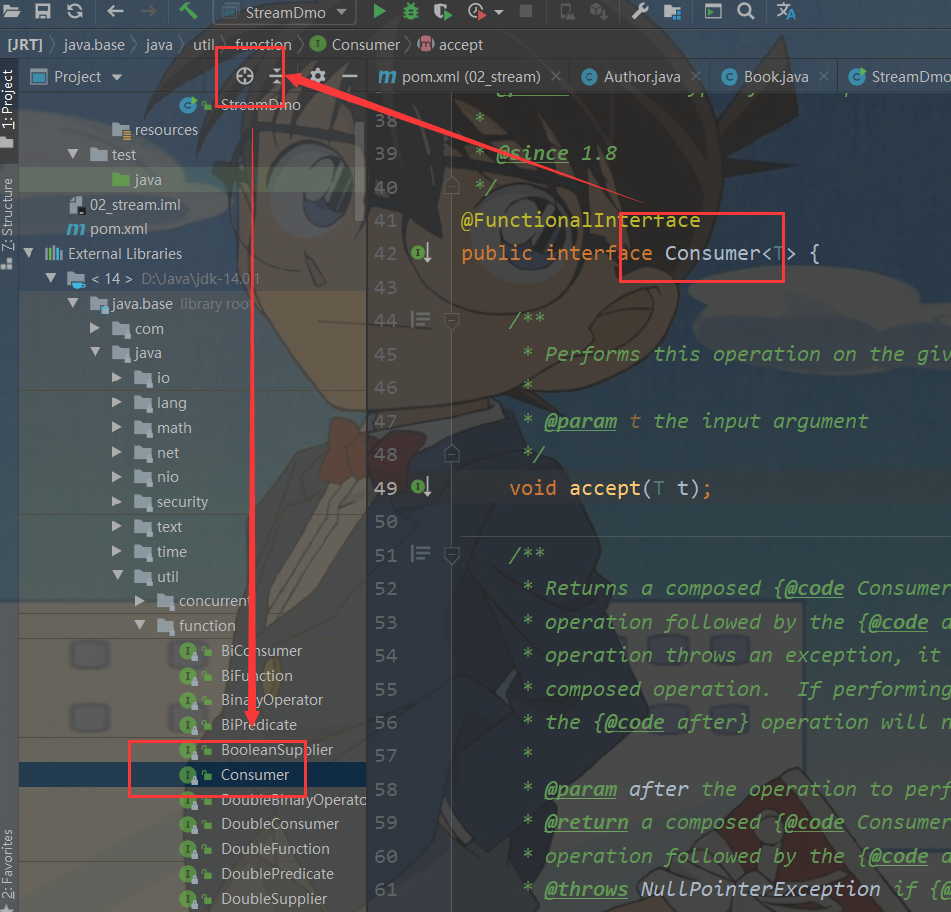 StreamDmo
[JRT] java.base java util function Consumer accept
Project
pom.xml (02_stream) Author.java Book.java StreamDmo
1: Project
Z: Structure
2: Favorites
StreamDmo
resources
test
java
02_stream.iml
pom.xml
External Libraries
< 14 > D:\Java\jdk-14.0.1
java.base library root
com
java
io
lang
math
net
nio
security
text
time
util
concurrent
function
BiConsumer
BiFunction
BinaryOperator
BiPredicate
BooleanSupplier
Consumer
DoubleBinaryOperato
DoubleConsumer
DoubleFunction
DoublePredicate
DoubleSupplier
38 *
39 * @since 1.8
40 */
41 @FunctionalInterface
42 public interface Consumer<T> {
43
44 /**
45 * Performs this operation on the giv
46 *
47 * @param t the input argument
48 */
49 void accept(T t);
50
51 /**
52 * Returns a composed {@code Consumer
53 * operation followed by the {@code a
54 * operation throws an exception, it
55 * composed operation. If performing
56 * the {@code after} operation will n
57 *
58 * @param after the operation to perf
59 * @return a composed {@code Consumer
60 * operation followed by the {@code a
61 * @throws NullPointerException if {@